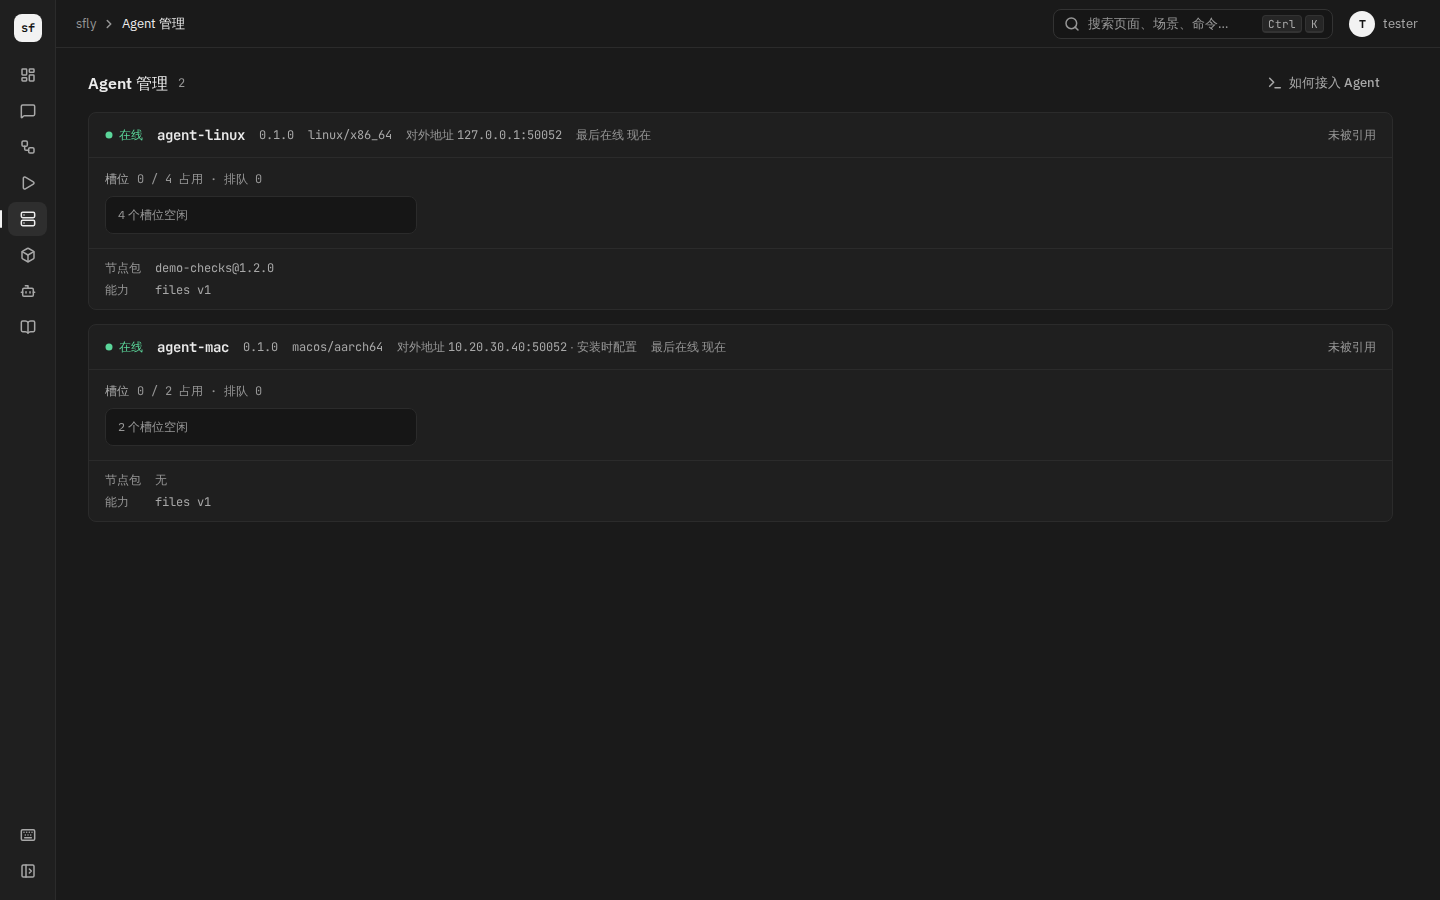 sf
sfly > Agent 管理
搜索页面、场景、命令... Ctrl K
T tester
Agent 管理 2
如何接入 Agent
在线 agent-linux 0.1.0 linux/x86_64 对外地址 127.0.0.1:50052 最后在线 现在 未被引用
槽位 0 / 4 占用 · 排队 0
4 个槽位空闲
节点包 demo-checks@1.2.0
能力 files v1
在线 agent-mac 0.1.0 macos/aarch64 对外地址 10.20.30.40:50052 · 安装时配置 最后在线 现在 未被引用
槽位 0 / 2 占用 · 排队 0
2 个槽位空闲
节点包 无
能力 files v1